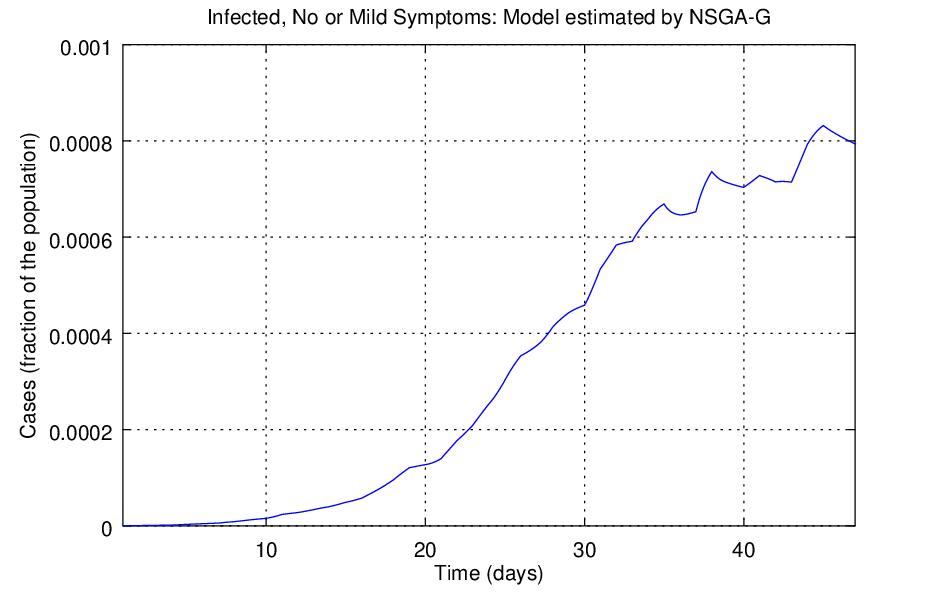 Infected, No or Mild Symptoms: Model estimated by NSGA-G
0.001
0.0008
0.0006
0.0004
0.0002
0
Cases (fraction of the population)
10 20 30 40
Time (days)